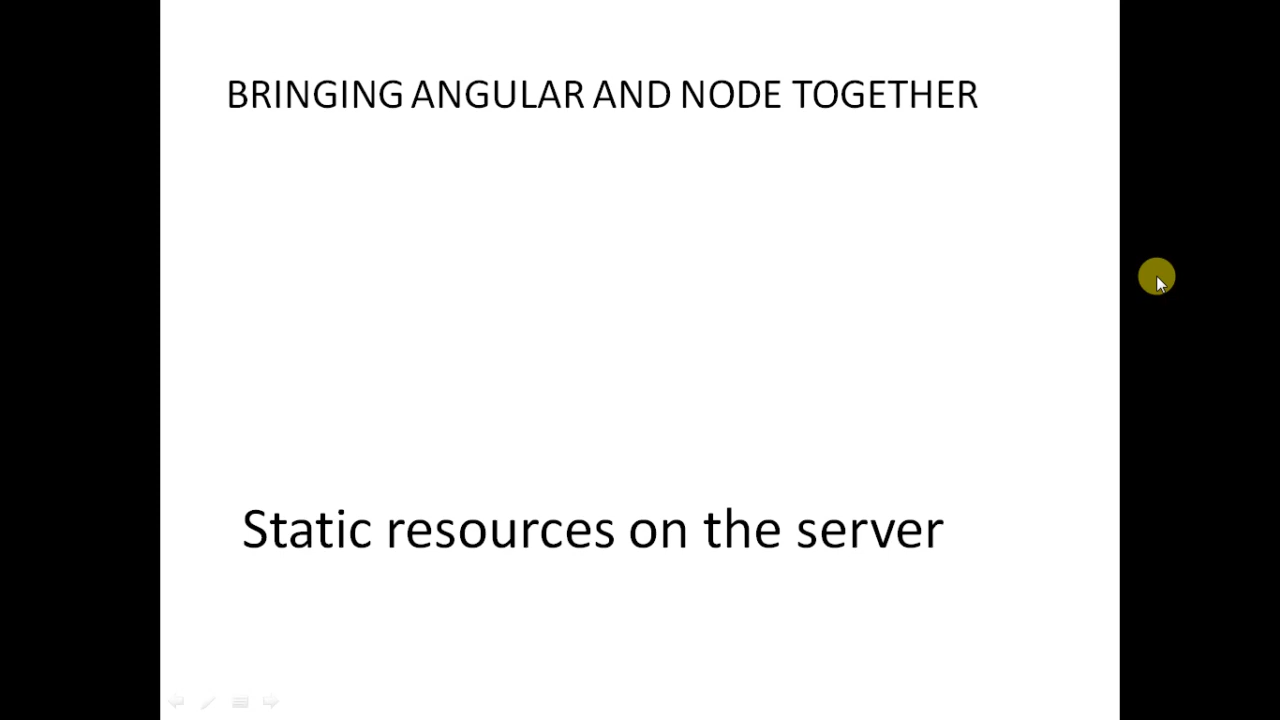 BRINGING ANGULAR AND NODE TOGETHER
Static resources on the server